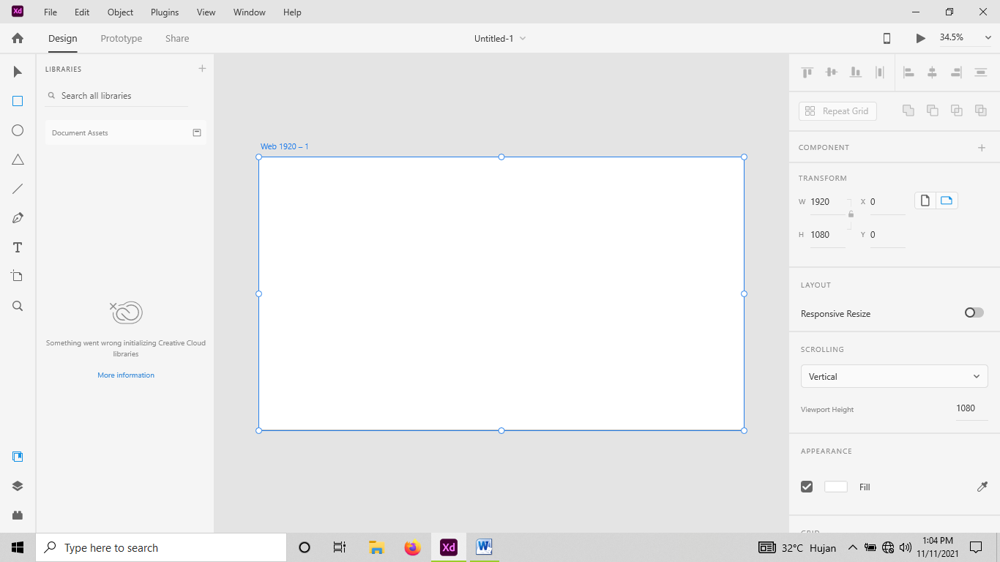 Xd File Edit Object Plugins View Window Help
Design Prototype Share Untitled-1 34.5%
LIBRARIES
Search all libraries
Document Assets
Something went wrong initializing Creative Cloud
libraries
More information
Web 1920 – 1
Repeat Grid
COMPONENT
TRANSFORM
W 1920 X 0
H 1080 Y 0
LAYOUT
Responsive Resize
SCROLLING
Vertical
Viewport Height 1080
APPEARANCE
Fill
GRID
Type here to search Xd W 32°C Hujan 1:04 PM
11/11/2021